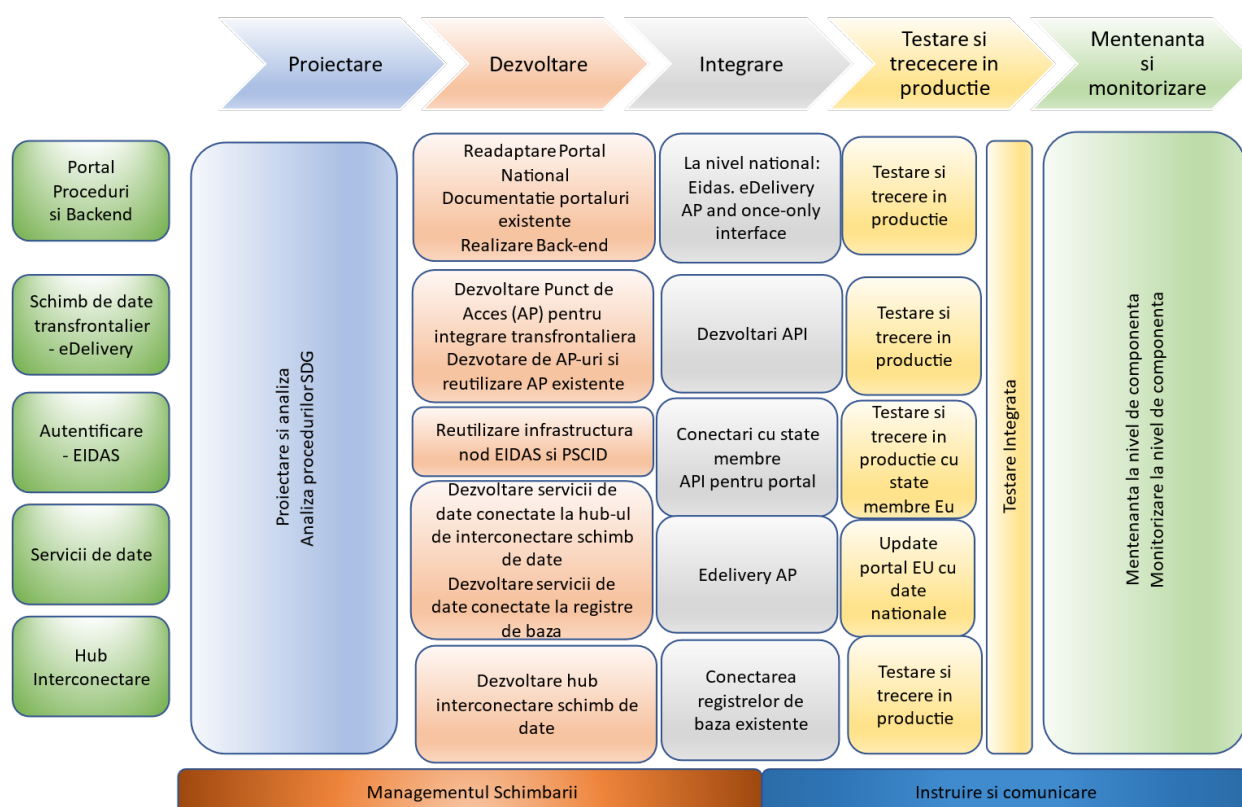 Proiectare
Dezvoltare
Integrare
Testare si
trececere in
productie
Mentenanta
si
monitorizare
Portal
Proceduri
si Backend
Schimb de date
transfrontalier
- eDelivery
Autentificare
- EIDAS
Servicii de date
Hub
Interconectare
Proiectare si analiza
Analiza procedurilor SDG
Readaptare Portal
National
Documentatie portaluri
existente
Realizare Back-end
Dezvoltare Punct de
Acces (AP) pentru
integrare transfrontaliera
Dezvotare de AP-uri si
reutilizare AP existente
Reutilizare infrastructura
nod EIDAS si PSCID
Dezvoltare servicii de
date conectate la hub-ul
de interconectare schimb
de date
Dezvoltare servicii de
date conectate la registre
de baza
Dezvoltare hub
interconectare schimb de
date
La nivel national:
Eidas. eDelivery
AP and once-only
interface
Dezvoltari API
Conectari cu state
membre
API pentru portal
Edelivery AP
Conectarea
registrelor de
baza existente
Testare si
trecere in
productie
Testare si
trecere in
productie
Testare si
trecere in
productie cu
state
membre Eu
Update
portal EU cu
date
nationale
Testare si
trecere in
productie
Testare Integrata
Mentenanta la nivel de componenta
Monitorizare la nivel de componenta
Managementul Schimbarii
Instruire si comunicare